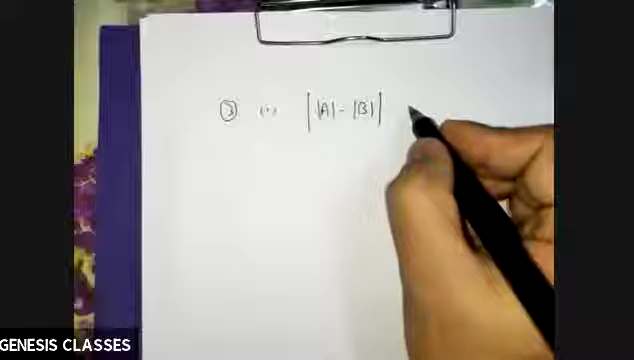 ③ (i) ||A| - |B||
GENESIS CLASSES